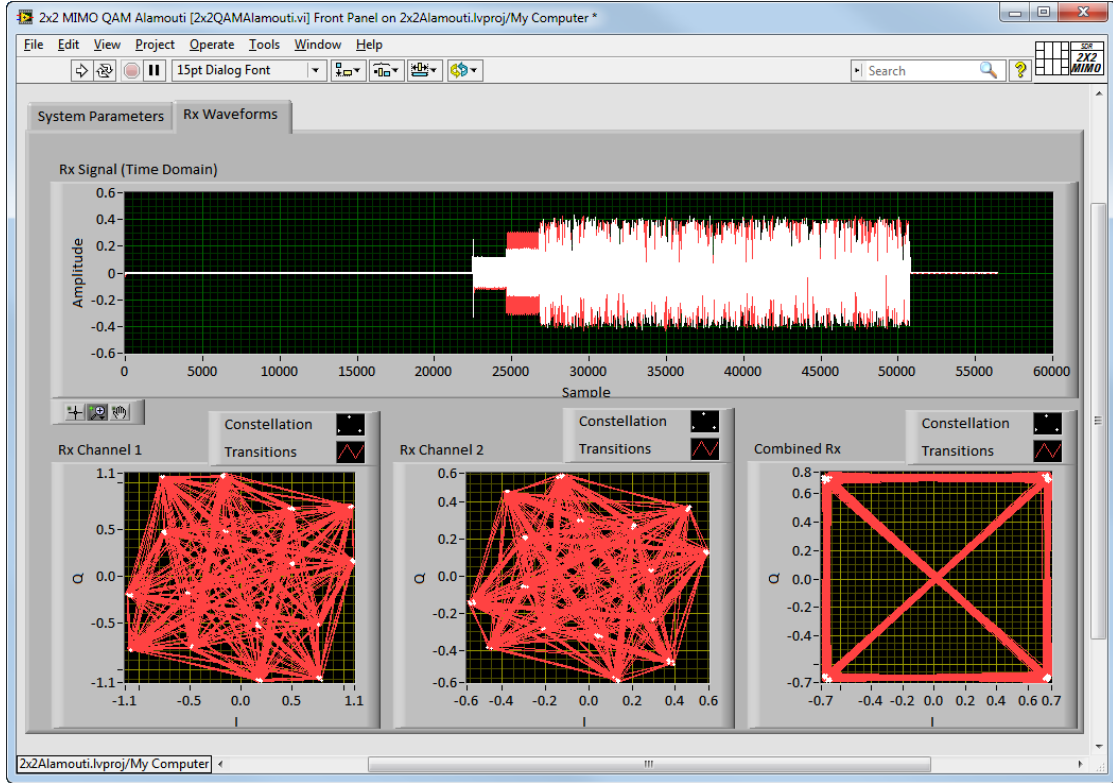 2x2 MIMO QAM Alamouti [2x2QAMAlamouti.vi] Front Panel on 2x2Alamouti.lvproj/My Computer *
File Edit View Project Operate Tools Window Help
15pt Dialog Font
Search
SDR
2X2
MIMO
System Parameters Rx Waveforms
Rx Signal (Time Domain)
Amplitude
0.6
0.4
0.2
0
-0.2
-0.4
-0.6
0 5000 10000 15000 20000 25000 30000 35000 40000 45000 50000 55000 60000
Sample
Rx Channel 1
Constellation
Transitions
Q
1.1
0.5
0.0
-0.5
-1.1
-1.1 -0.5 0.0 0.5 1.1
I
Rx Channel 2
Constellation
Transitions
Q
0.6
0.4
0.2
0.0
-0.2
-0.4
-0.6
-0.6 -0.4 -0.2 0.0 0.2 0.4 0.6
I
Combined Rx
Constellation
Transitions
Q
0.8
0.6
0.4
0.2
0.0
-0.2
-0.4
-0.7
-0.7 -0.4 -0.2 0.0 0.2 0.4 0.7
I
2x2Alamouti.lvproj/My Computer